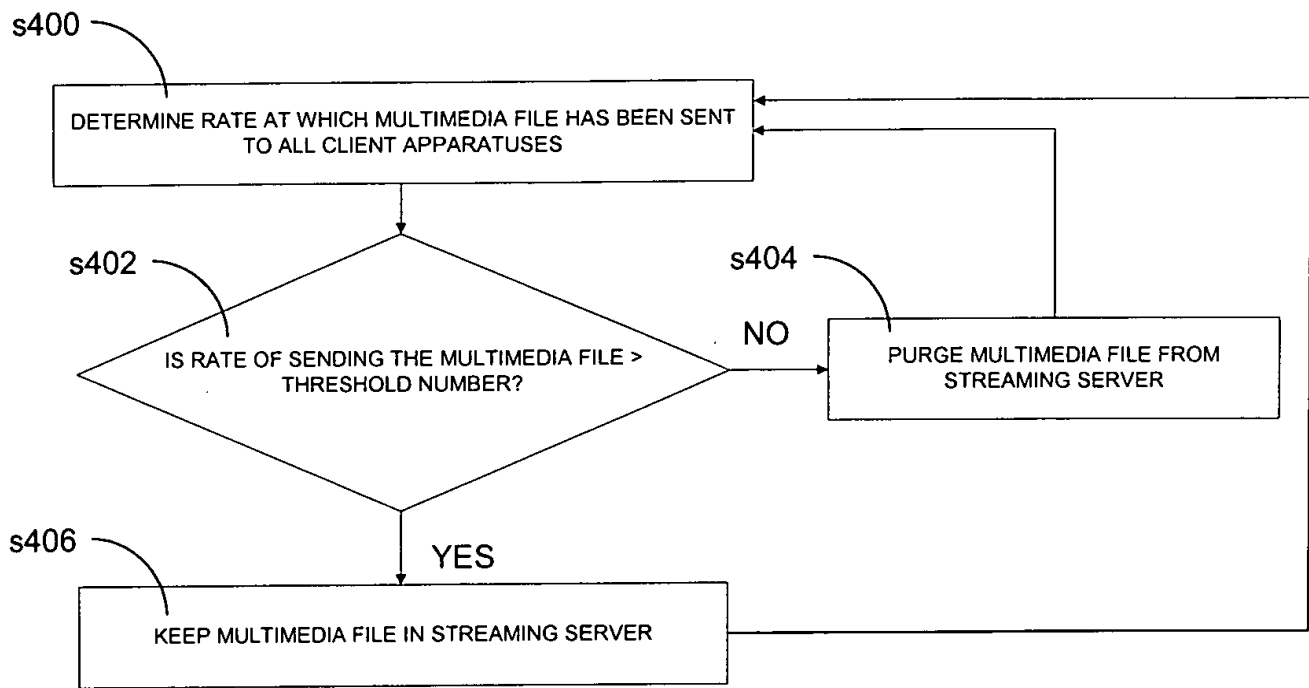 s400
DETERMINE RATE AT WHICH MULTIMEDIA FILE HAS BEEN SENT
TO ALL CLIENT APPARATUSES
s402
IS RATE OF SENDING THE MULTIMEDIA FILE >
THRESHOLD NUMBER?
NO
s404
PURGE MULTIMEDIA FILE FROM
STREAMING SERVER
YES
s406
KEEP MULTIMEDIA FILE IN STREAMING SERVER